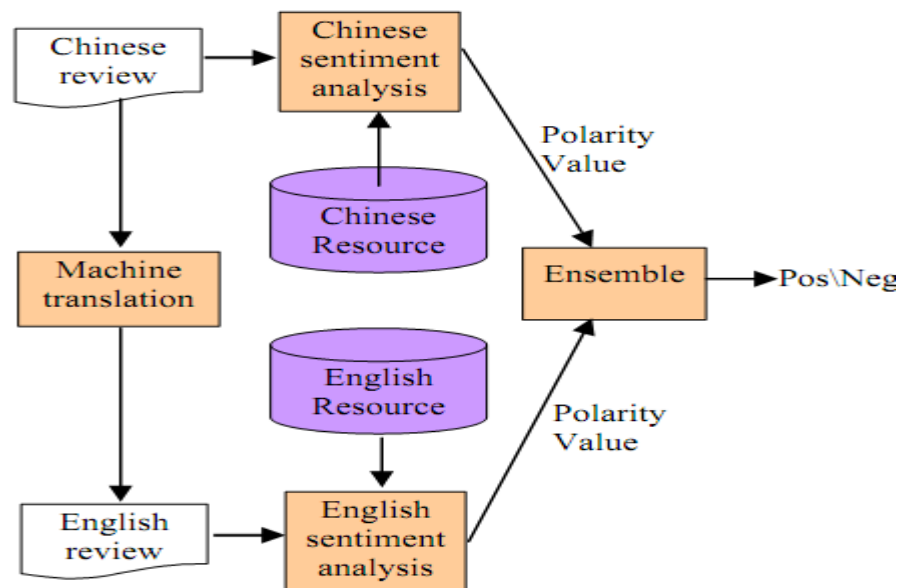 Chinese
review
Chinese
sentiment
analysis
Polarity
Value
Chinese
Resource
Machine
translation
Ensemble
Pos\Neg
English
Resource
Polarity
Value
English
review
English
sentiment
analysis